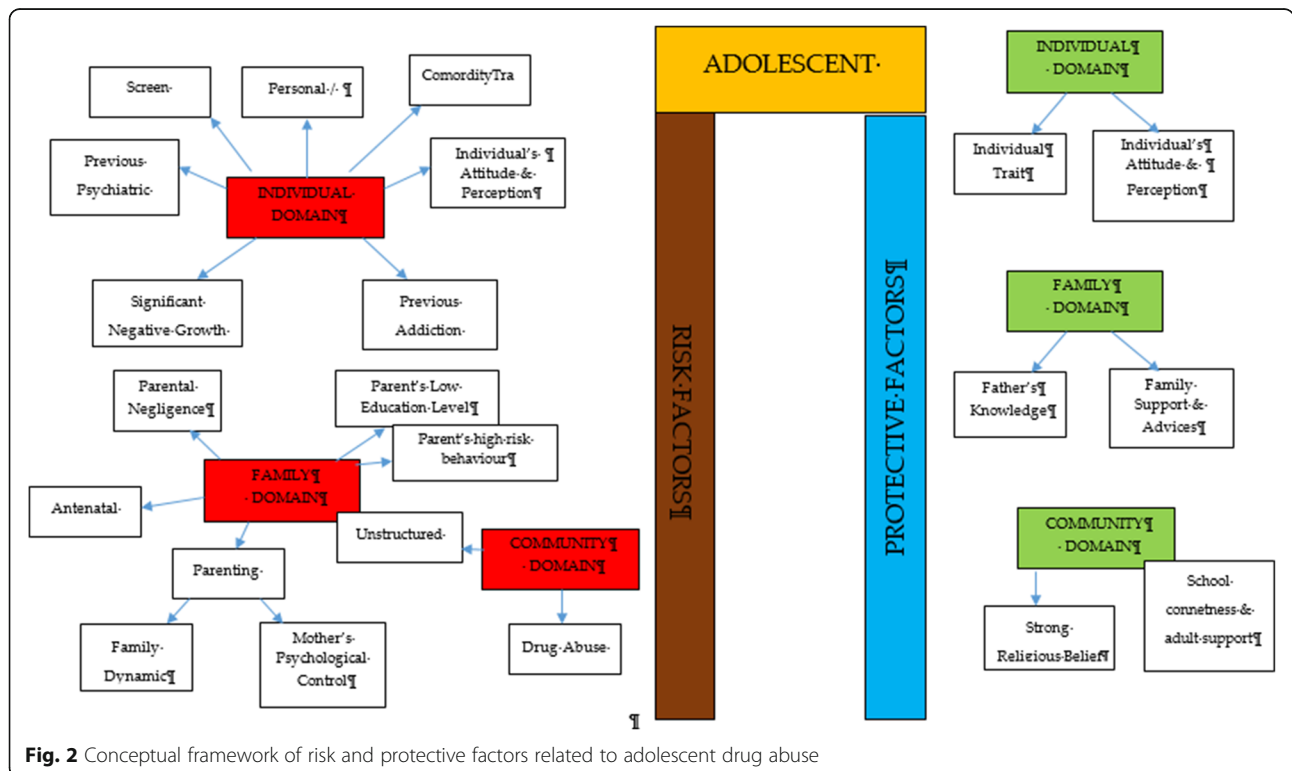 ADOLESCENT·
RISK·FACTORS¶
PROTECTIVE·FACTORS¶
Screen·
Personal·/·¶
ComordityTra
Previous·
Psychiatric·
Individual's·¶
Attitude·&·
Perception¶
INDIVIDUAL·
·DOMAIN¶
Significant·
Negative·Growth·
Previous·
Addiction·
Parental·
Negligence¶
Parent's·Low·
Education·Level¶
Parent's·high·risk·
behaviour¶
FAMILY¶
·DOMAIN¶
Antenatal·
Unstructured·
COMMUNITY¶
·DOMAIN¶
Parenting·
Family·
Dynamic¶
Mother's·
Psychological·
Control¶
Drug·Abuse·
¶
INDIVIDUAL¶
·DOMAIN¶
Individual¶
Trait¶
Individual's
Attitude·&·¶
Perception¶
FAMILY¶
·DOMAIN¶
Father's
Knowledge¶
Family·
Support·&·
Advices¶
COMMUNITY¶
·DOMAIN¶
Strong·
Religious·Belief¶
School·
connetness·&·
adult·support¶
Fig. 2 Conceptual framework of risk and protective factors related to adolescent drug abuse